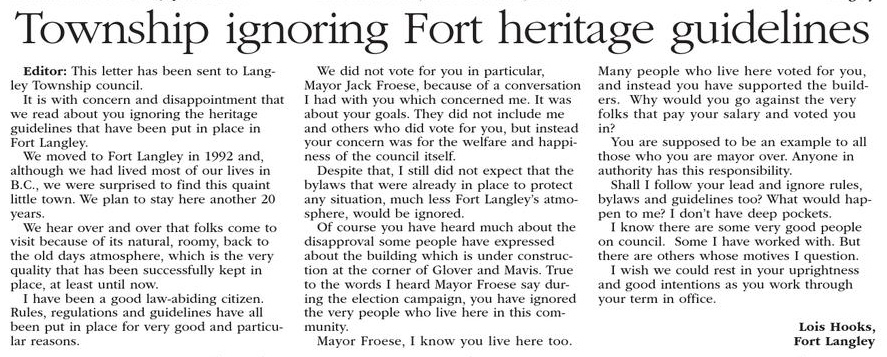 Township ignoring Fort heritage guidelines
Editor: This letter has been sent to Lang-
ley Township council.
It is with concern and disappointment that
we read about you ignoring the heritage
guidelines that have been put in place in
Fort Langley.
We moved to Fort Langley in 1992 and,
although we had lived most of our lives in
B.C., we were surprised to find this quaint
little town. We plan to stay here another 20
years.
We hear over and over that folks come to
visit because of its natural, roomy, back to
the old days atmosphere, which is the very
quality that has been successfully kept in
place, at least until now.
I have been a good law-abiding citizen.
Rules, regulations and guidelines have all
been put in place for very good and particu-
lar reasons.
We did not vote for you in particular,
Mayor Jack Froese, because of a conversation
I had with you which concerned me. It was
about your goals. They did not include me
and others who did vote for you, but instead
your concern was for the welfare and happi-
ness of the council itself.
Despite that, I still did not expect that the
bylaws that were already in place to protect
any situation, much less Fort Langley's atmo-
sphere, would be ignored.
Of course you have heard much about the
disapproval some people have expressed
about the building which is under construc-
tion at the corner of Glover and Mavis. True
to the words I heard Mayor Froese say dur-
ing the election campaign, you have ignored
the very people who live here in this com-
munity.
Mayor Froese, I know you live here too.
Many people who live here voted for you,
and instead you have supported the build-
ers. Why would you go against the very
folks that pay your salary and voted you
in?
You are supposed to be an example to all
those who you are mayor over. Anyone in
authority has this responsibility.
Shall I follow your lead and ignore rules,
bylaws and guidelines too? What would hap-
pen to me? I don't have deep pockets.
I know there are some very good people
on council. Some I have worked with. But
there are others whose motives I question.
I wish we could rest in your uprightness
and good intentions as you work through
your term in office.
Lois Hooks,
Fort Langley